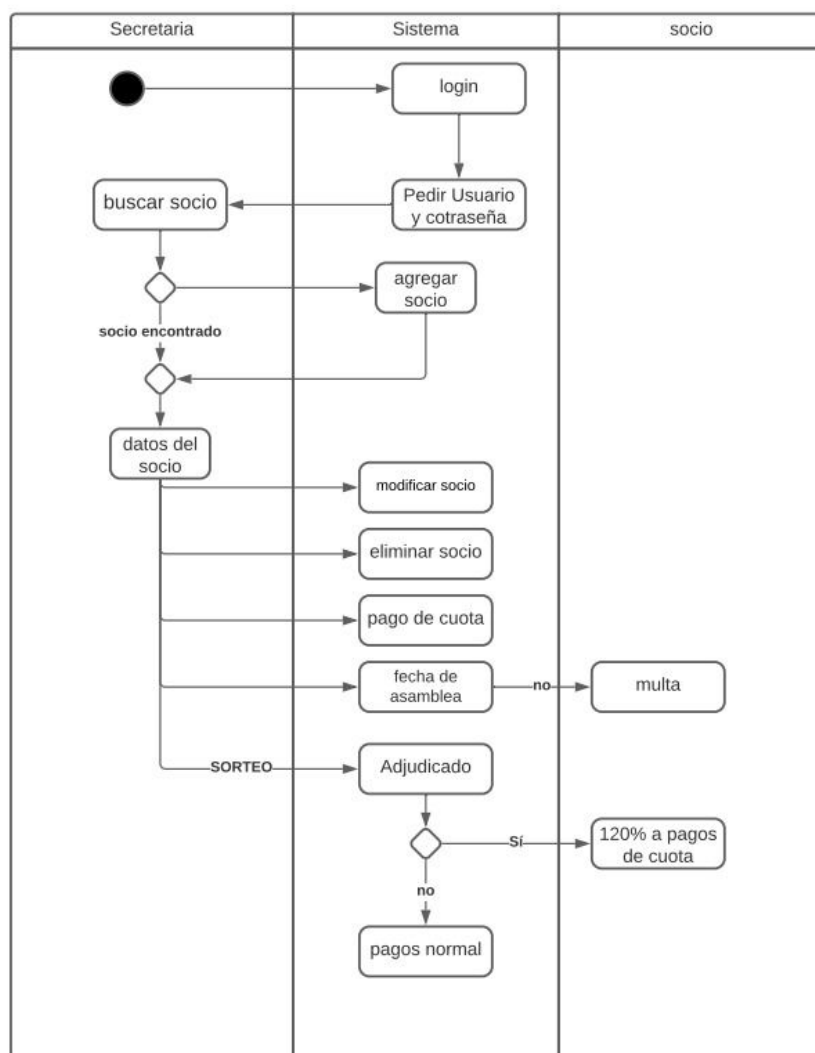 Secretaria
Sistema
socio
login
Pedir Usuario
y cotraseña
buscar socio
agregar
socio
socio encontrado
datos del
socio
modificar socio
eliminar socio
pago de cuota
fecha de
asamblea
no
multa
SORTEO
Adjudicado
Sí
120% a pagos
de cuota
no
pagos normal